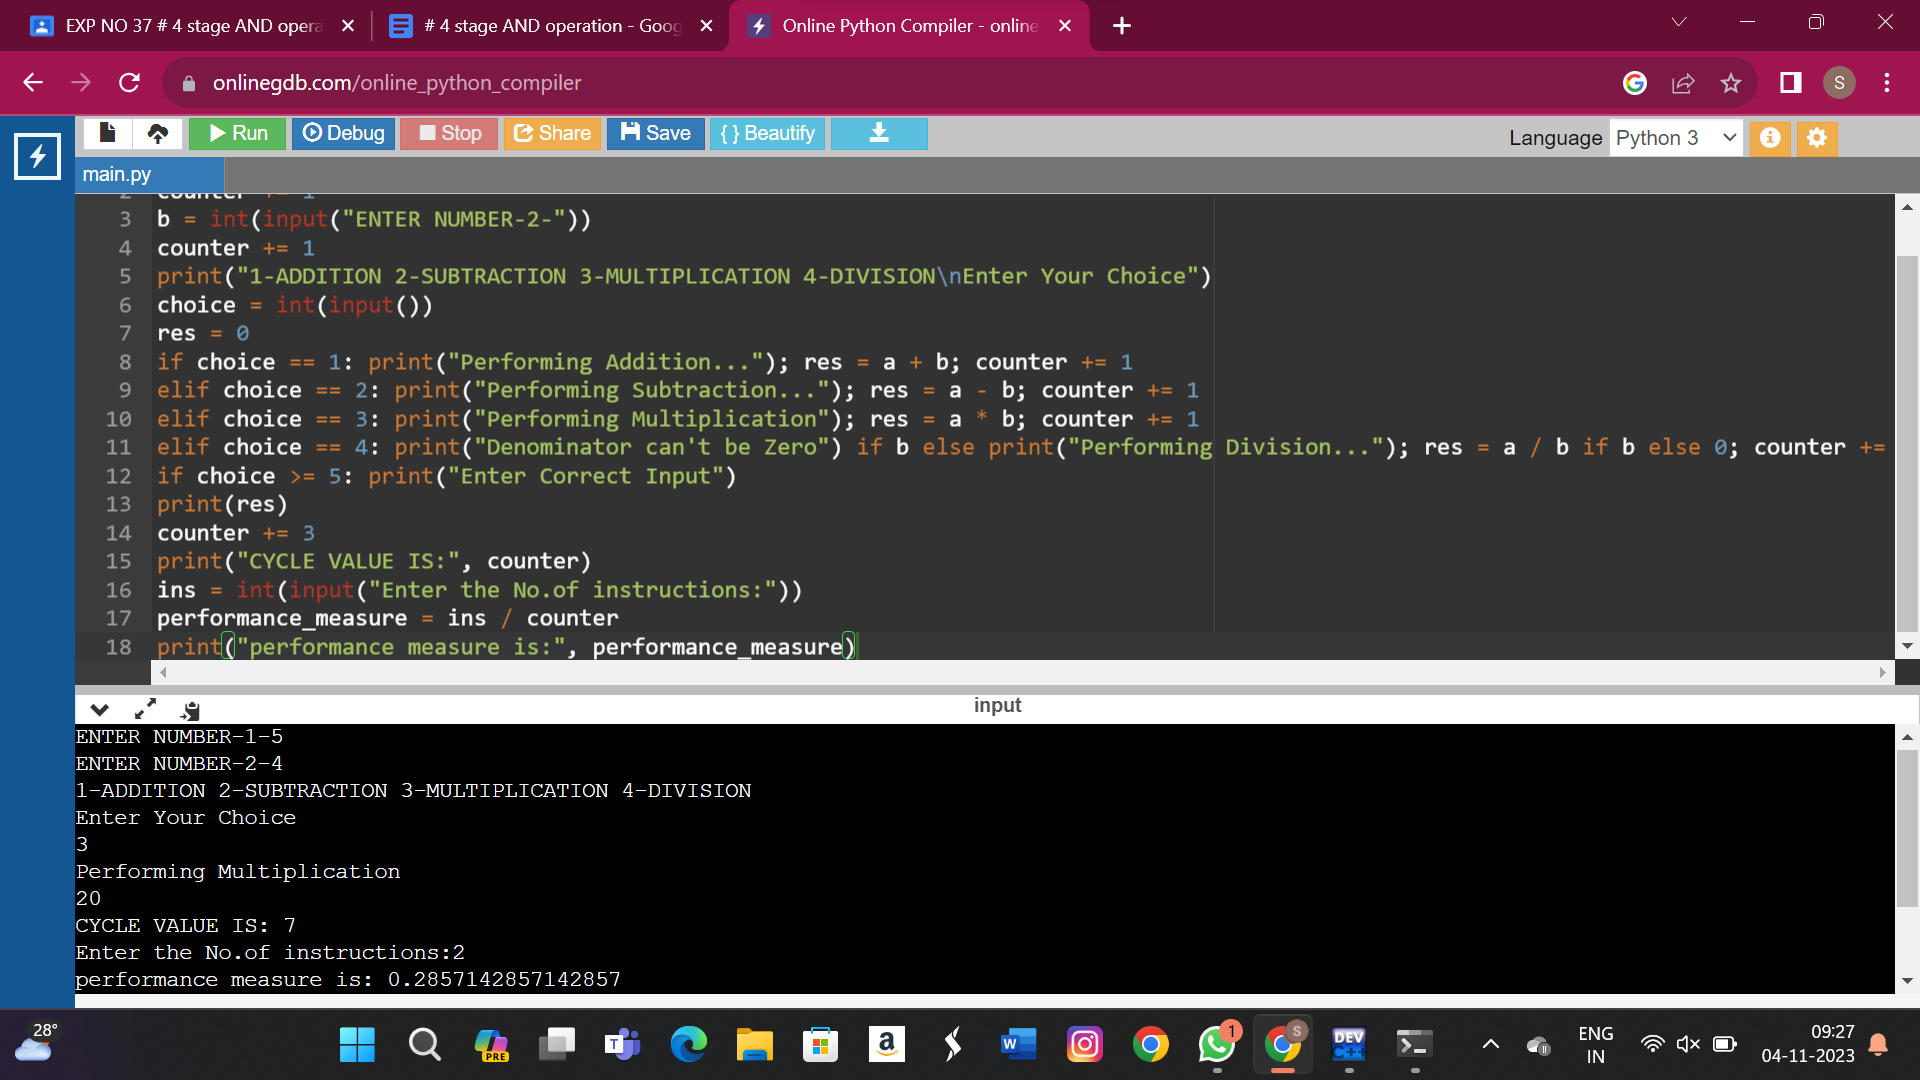 EXP NO 37 # 4 stage AND opera
# 4 stage AND operation - Goog
Online Python Compiler - online
onlinegdb.com/online_python_compiler
S
Run
Debug
Stop
Share
Save
{ } Beautify
Language
Python 3
main.py
2 counter += 1
3 b = int(input("ENTER NUMBER-2-"))
4 counter += 1
5 print("1-ADDITION 2-SUBTRACTION 3-MULTIPLICATION 4-DIVISION\nEnter Your Choice")
6 choice = int(input())
7 res = 0
8 if choice == 1: print("Performing Addition..."); res = a + b; counter += 1
9 elif choice == 2: print("Performing Subtraction..."); res = a - b; counter += 1
10 elif choice == 3: print("Performing Multiplication"); res = a * b; counter += 1
11 elif choice == 4: print("Denominator can't be Zero") if b else print("Performing Division..."); res = a / b if b else 0; counter +=
12 if choice >= 5: print("Enter Correct Input")
13 print(res)
14 counter += 3
15 print("CYCLE VALUE IS:", counter)
16 ins = int(input("Enter the No.of instructions:"))
17 performance_measure = ins / counter
18 print("performance measure is:", performance_measure)
input
ENTER NUMBER-1-5
ENTER NUMBER-2-4
1-ADDITION 2-SUBTRACTION 3-MULTIPLICATION 4-DIVISION
Enter Your Choice
3
Performing Multiplication
20
CYCLE VALUE IS: 7
Enter the No.of instructions:2
performance measure is: 0.2857142857142857
28°
PRE
T
a
W
1
S
DEV
C++
ENG
IN
09:27
04-11-2023